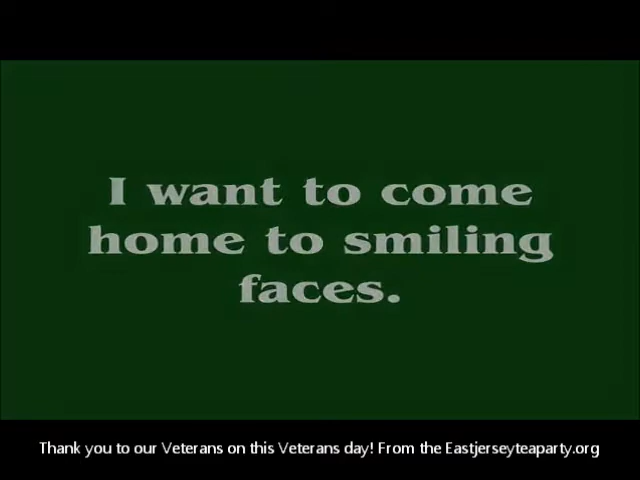 I want to come
home to smiling
faces.
Thank you to our Veterans on this Veterans day! From the Eastjerseyteaparty.org